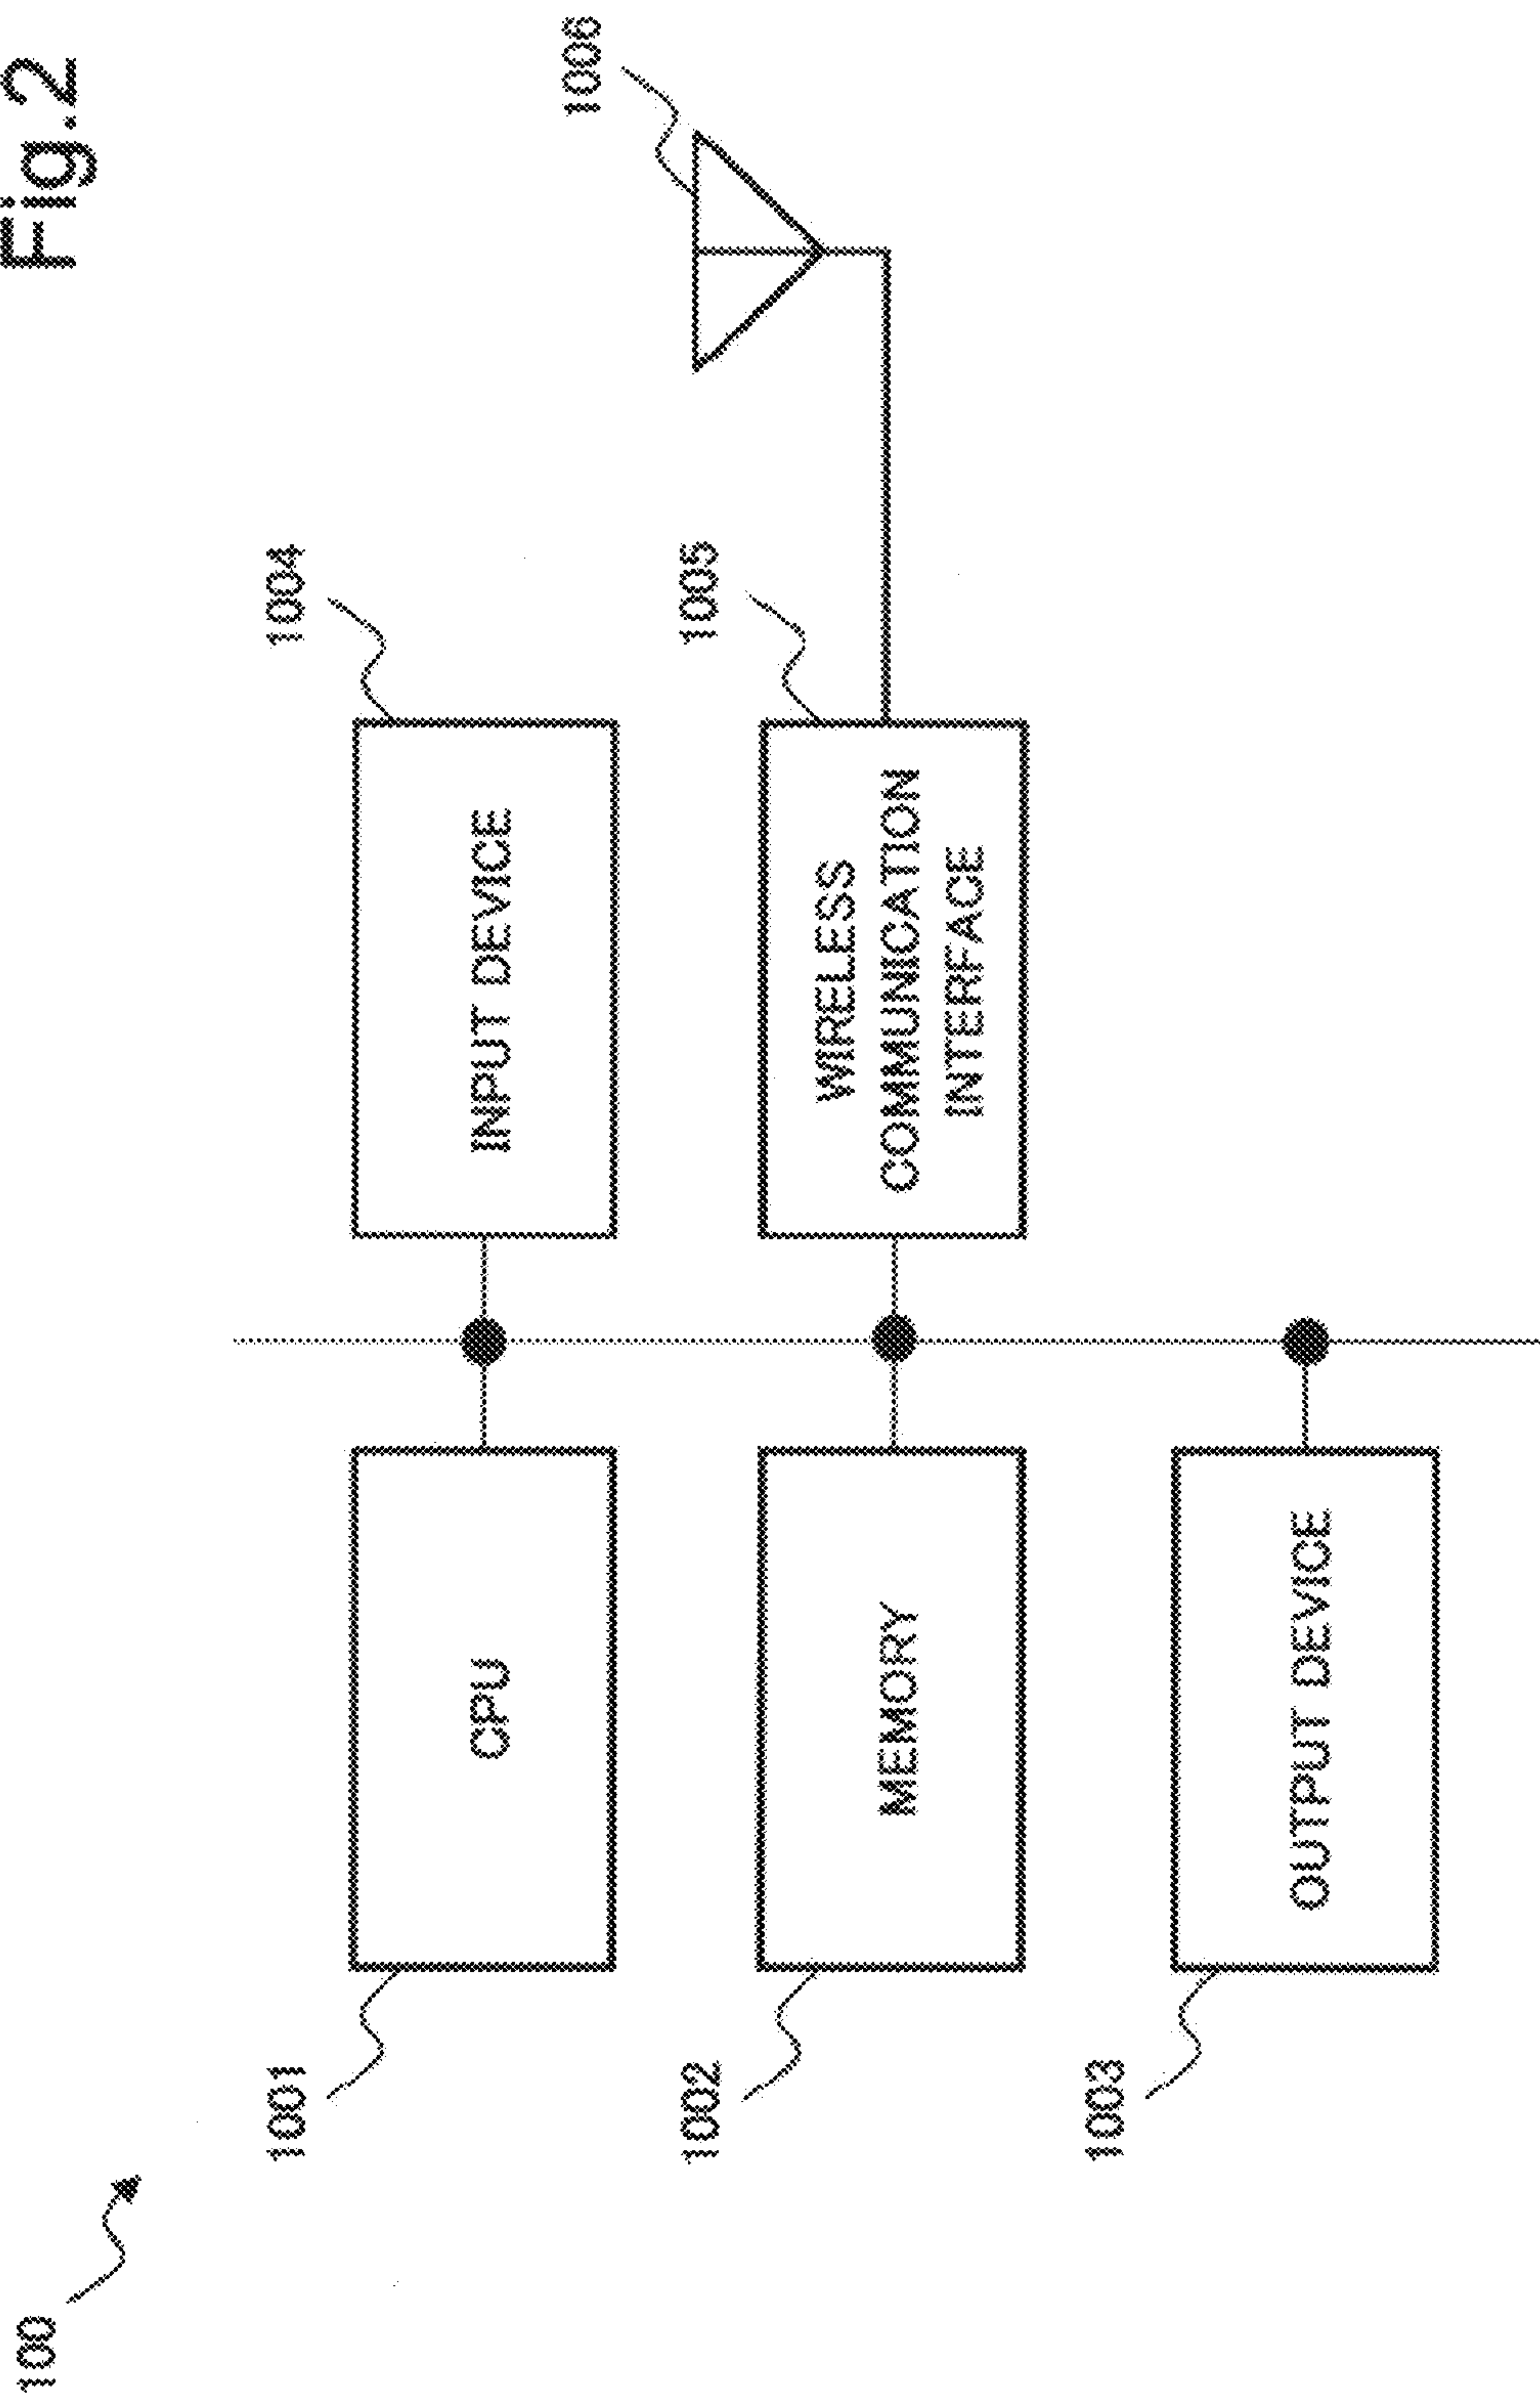 Fig.2
100
1001
CPU
1004
INPUT DEVICE
1006
1002
MEMORY
1005
WIRELESS
COMMUNICATION
INTERFACE
1003
OUTPUT DEVICE